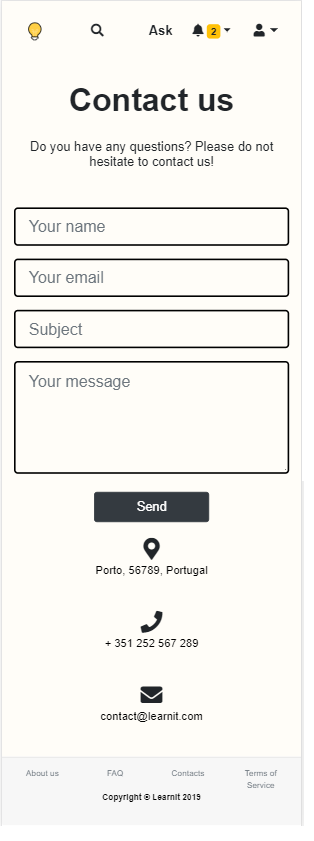 Ask 2
Contact us
Do you have any questions? Please do not
hesitate to contact us!
Your name
Your email
Subject
Your message
Send
Porto, 56789, Portugal
+ 351 252 567 289
contact@learnit.com
About us FAQ Contacts Terms of
Service
Copyright © Learnit 2019